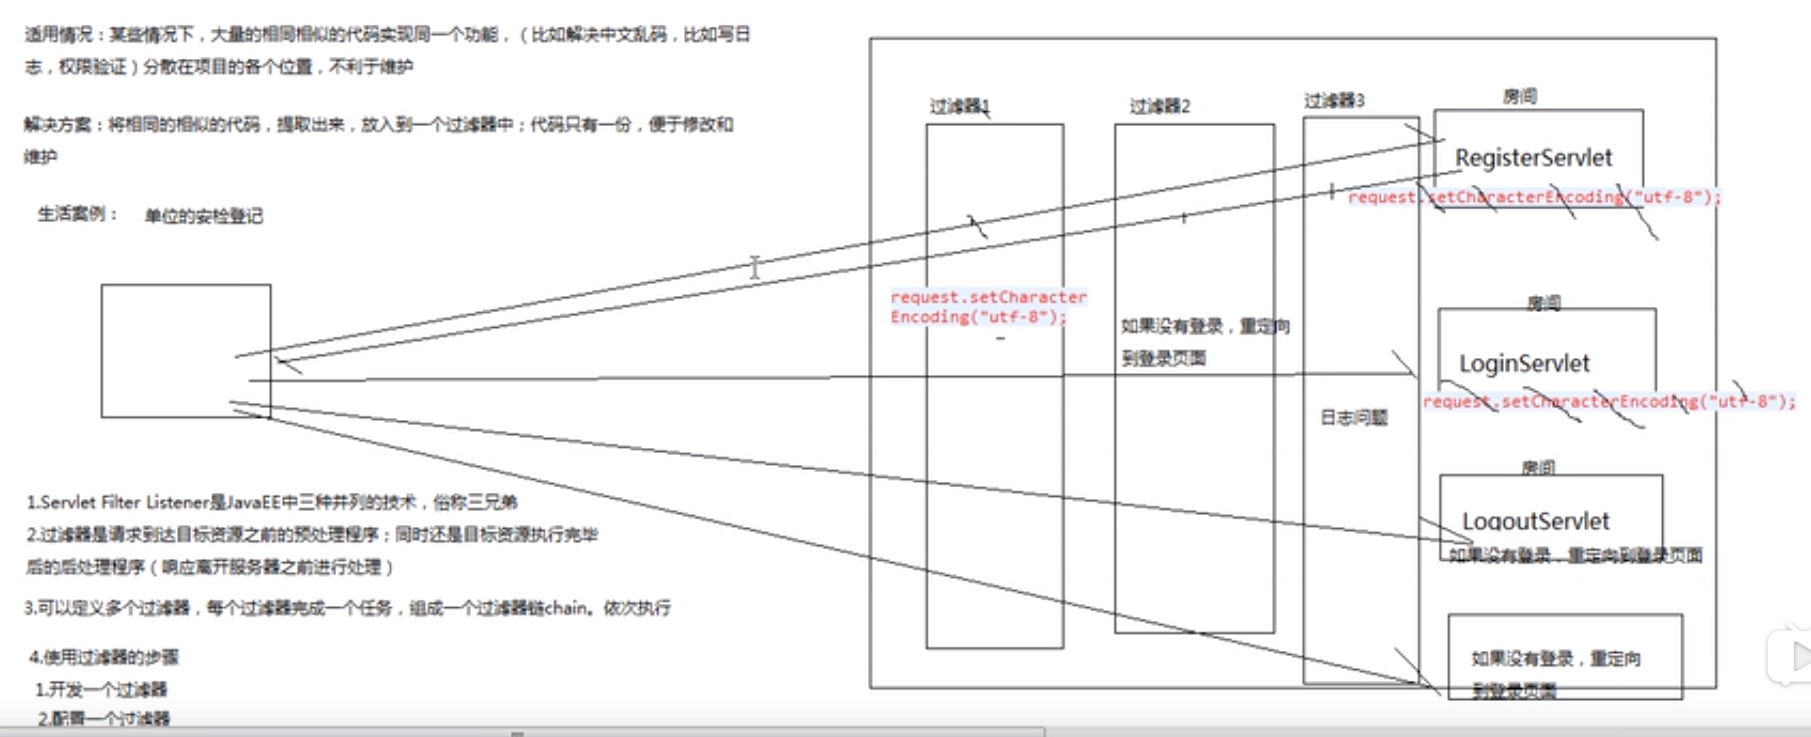 适用情况：某些情况下，大量的相同相似的代码实现同一个功能，（比如解决中文乱码，比如写日
志，权限验证）分散在项目的各个位置，不利于维护
解决方案：将相同的相似的代码，提取出来，放入到一个过滤器中；代码只有一份，便于修改和
维护
生活案例： 单位的安检登记
1.Servlet Filter Listener是JavaEE中三种并列的技术，俗称三兄弟
2.过滤器是请求到达目标资源之前的预处理程序；同时还是目标资源执行完毕
后的后处理程序（响应离开服务器之前进行处理）
3.可以定义多个过滤器，每个过滤器完成一个任务，组成一个过滤器链chain。依次执行
4.使用过滤器的步骤
1.开发一个过滤器
2.配置一个过滤器
过滤器1
request.setCharacter
Encoding("utf-8");
过滤器2
如果没有登录，重定向
到登录页面
过滤器3
日志问题
房间
RegisterServlet
request.setCharacterEncoding("utf-8");
房间
LoginServlet
request.setCharacterEncoding("utf-8");
房间
LogoutServlet
如果没有登录，重定向到登录页面
如果没有登录，重定向
到登录页面